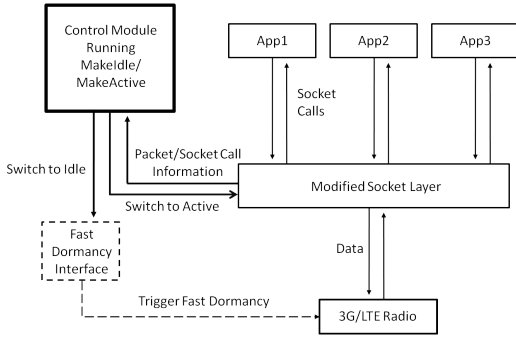 Control Module
Running
MakeIdle/
MakeActive
App1
App2
App3
Socket
Calls
Packet/Socket Call
Information
Switch to Idle
Switch to Active
Modified Socket Layer
Fast
Dormancy
Interface
Data
Trigger Fast Dormancy
3G/LTE Radio